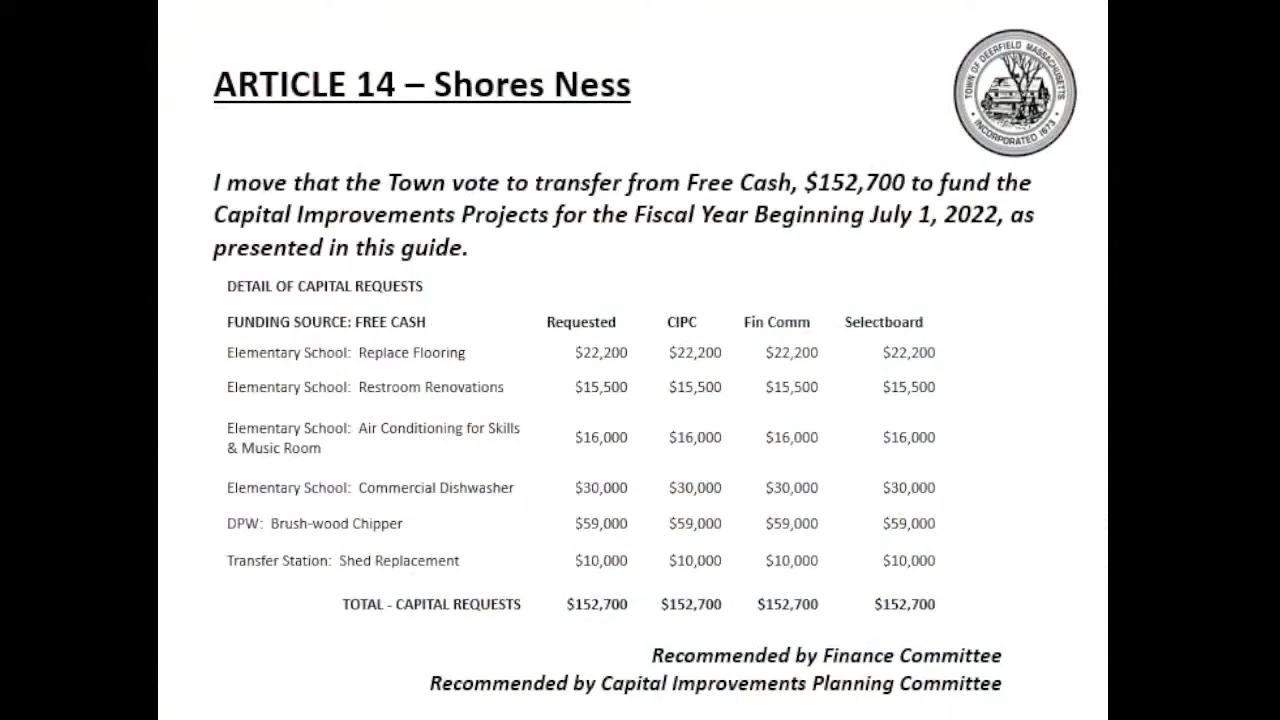 ARTICLE 14 – Shores Ness
TOWN OF DEERFIELD MASSACHUSETTS
INCORPORATED 1673
I move that the Town vote to transfer from Free Cash, $152,700 to fund the
Capital Improvements Projects for the Fiscal Year Beginning July 1, 2022, as
presented in this guide.
DETAIL OF CAPITAL REQUESTS
FUNDING SOURCE: FREE CASH Requested CIPC Fin Comm Selectboard
Elementary School: Replace Flooring $22,200 $22,200 $22,200 $22,200
Elementary School: Restroom Renovations $15,500 $15,500 $15,500 $15,500
Elementary School: Air Conditioning for Skills
& Music Room $16,000 $16,000 $16,000 $16,000
Elementary School: Commercial Dishwasher $30,000 $30,000 $30,000 $30,000
DPW: Brush-wood Chipper $59,000 $59,000 $59,000 $59,000
Transfer Station: Shed Replacement $10,000 $10,000 $10,000 $10,000
TOTAL - CAPITAL REQUESTS $152,700 $152,700 $152,700 $152,700
Recommended by Finance Committee
Recommended by Capital Improvements Planning Committee